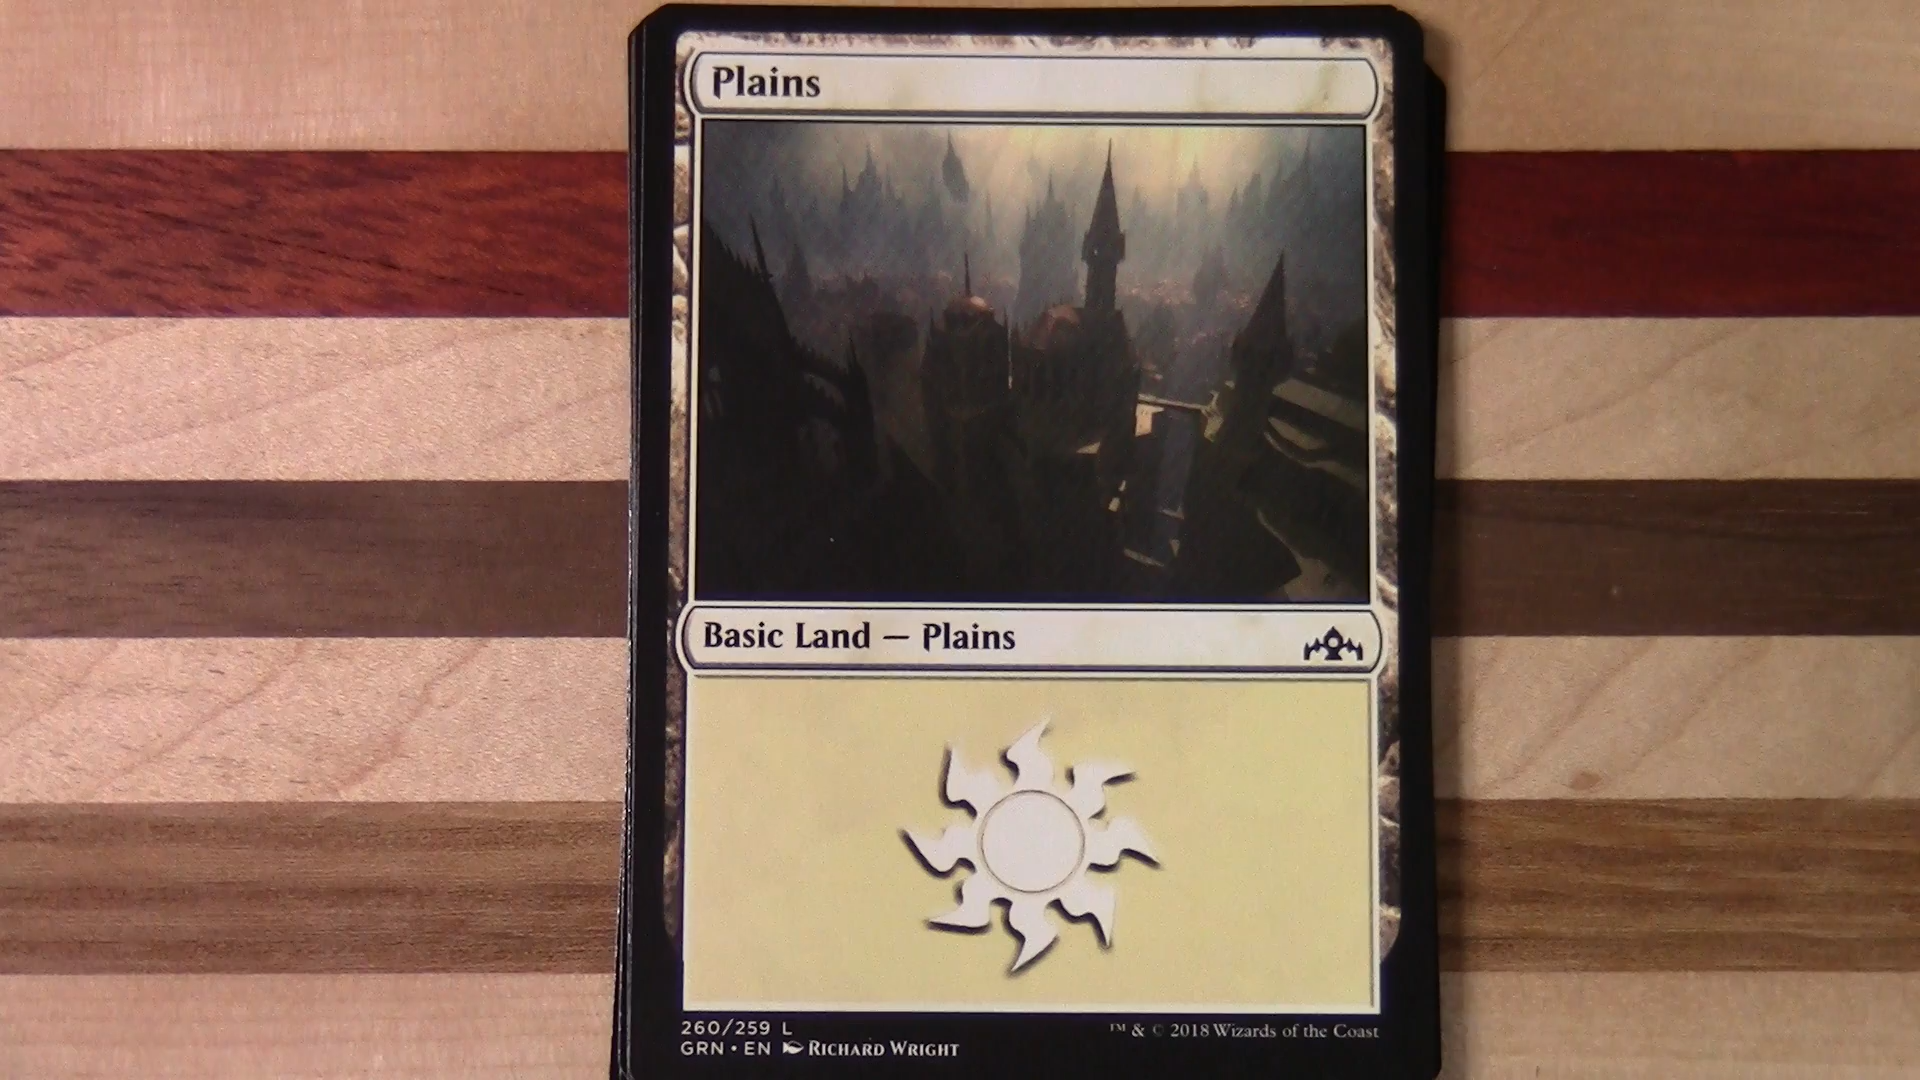 Plains
Basic Land — Plains
260/259 L
GRN • EN Richard Wright
™ & © 2018 Wizards of the Coast